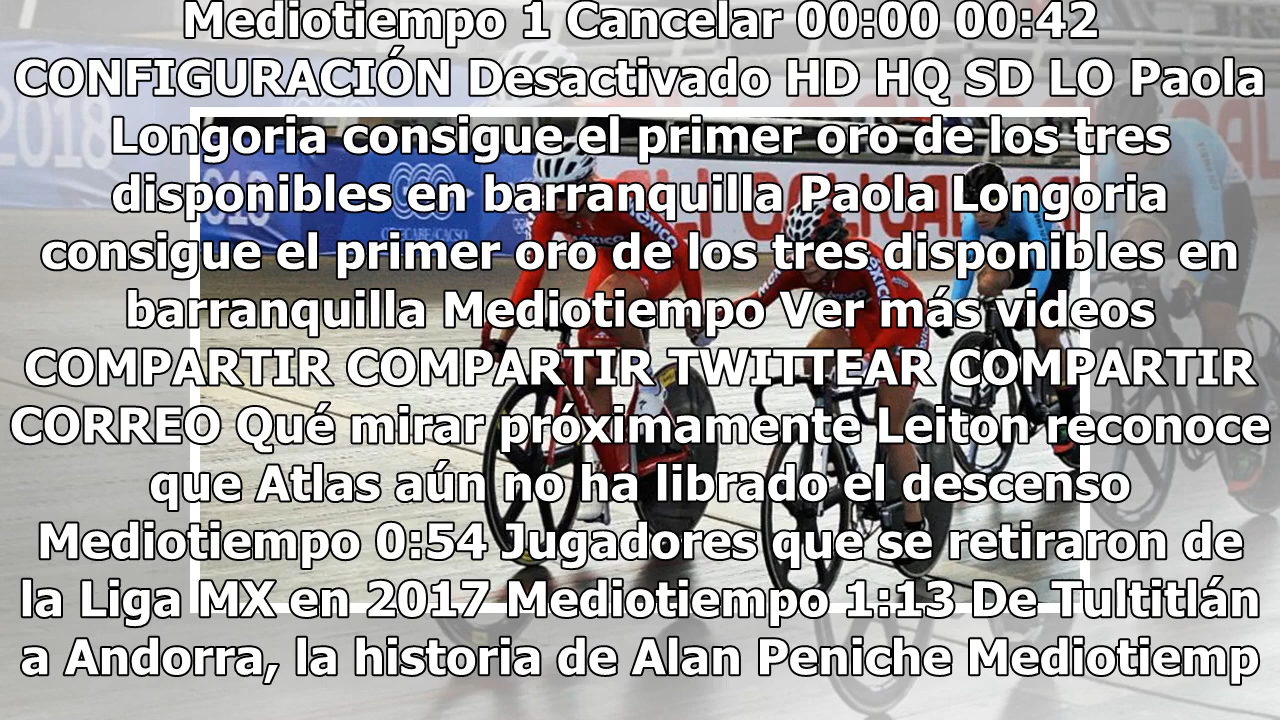 Mediotiempo 1 Cancelar 00:00 00:42
CONFIGURACIÓN Desactivado HD HQ SD LO Paola
Longoria consigue el primer oro de los tres
disponibles en barranquilla Paola Longoria
consigue el primer oro de los tres disponibles en
barranquilla Mediotiempo Ver más videos
COMPARTIR COMPARTIR TWITTEAR COMPARTIR
CORREO Qué mirar próximamente Leiton reconoce
que Atlas aún no ha librado el descenso
Mediotiempo 0:54 Jugadores que se retiraron de
la Liga MX en 2017 Mediotiempo 1:13 De Tultitlán
a Andorra, la historia de Alan Peniche Mediotiemp
2018
MÉXICO
MÉXICO